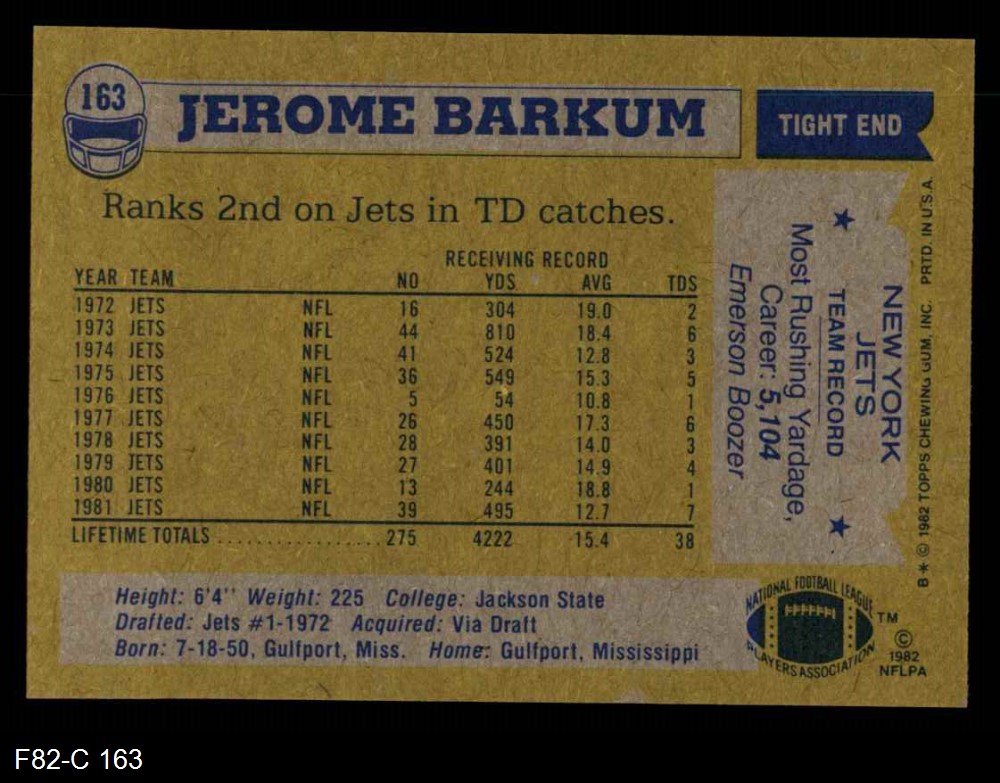 163
JEROME BARKUM
TIGHT END
Ranks 2nd on Jets in TD catches.
RECEIVING RECORD
YEAR TEAM NO YDS AVG TDS
1972 JETS NFL 16 304 19.0 2
1973 JETS NFL 44 810 18.4 6
1974 JETS NFL 41 524 12.8 3
1975 JETS NFL 36 549 15.3 5
1976 JETS NFL 5 54 10.8 1
1977 JETS NFL 26 450 17.3 6
1978 JETS NFL 28 391 14.0 3
1979 JETS NFL 27 401 14.9 4
1980 JETS NFL 13 244 18.8 1
1981 JETS NFL 39 495 12.7 7
LIFETIME TOTALS ................... 275 4222 15.4 38
NEW YORK
JETS
★ TEAM RECORD ★
Most Rushing Yardage,
Career: 5,104
Emerson Boozer
B* © 1982 TOPPS CHEWING GUM, INC. PRTD. IN U.S.A.
Height: 6'4" Weight: 225 College: Jackson State
Drafted: Jets #1-1972 Acquired: Via Draft
Born: 7-18-50, Gulfport, Miss. Home: Gulfport, Mississippi
NATIONAL FOOTBALL LEAGUE
PLAYERS ASSOCIATION
TM
©
1982
NFLPA
F82-C 163